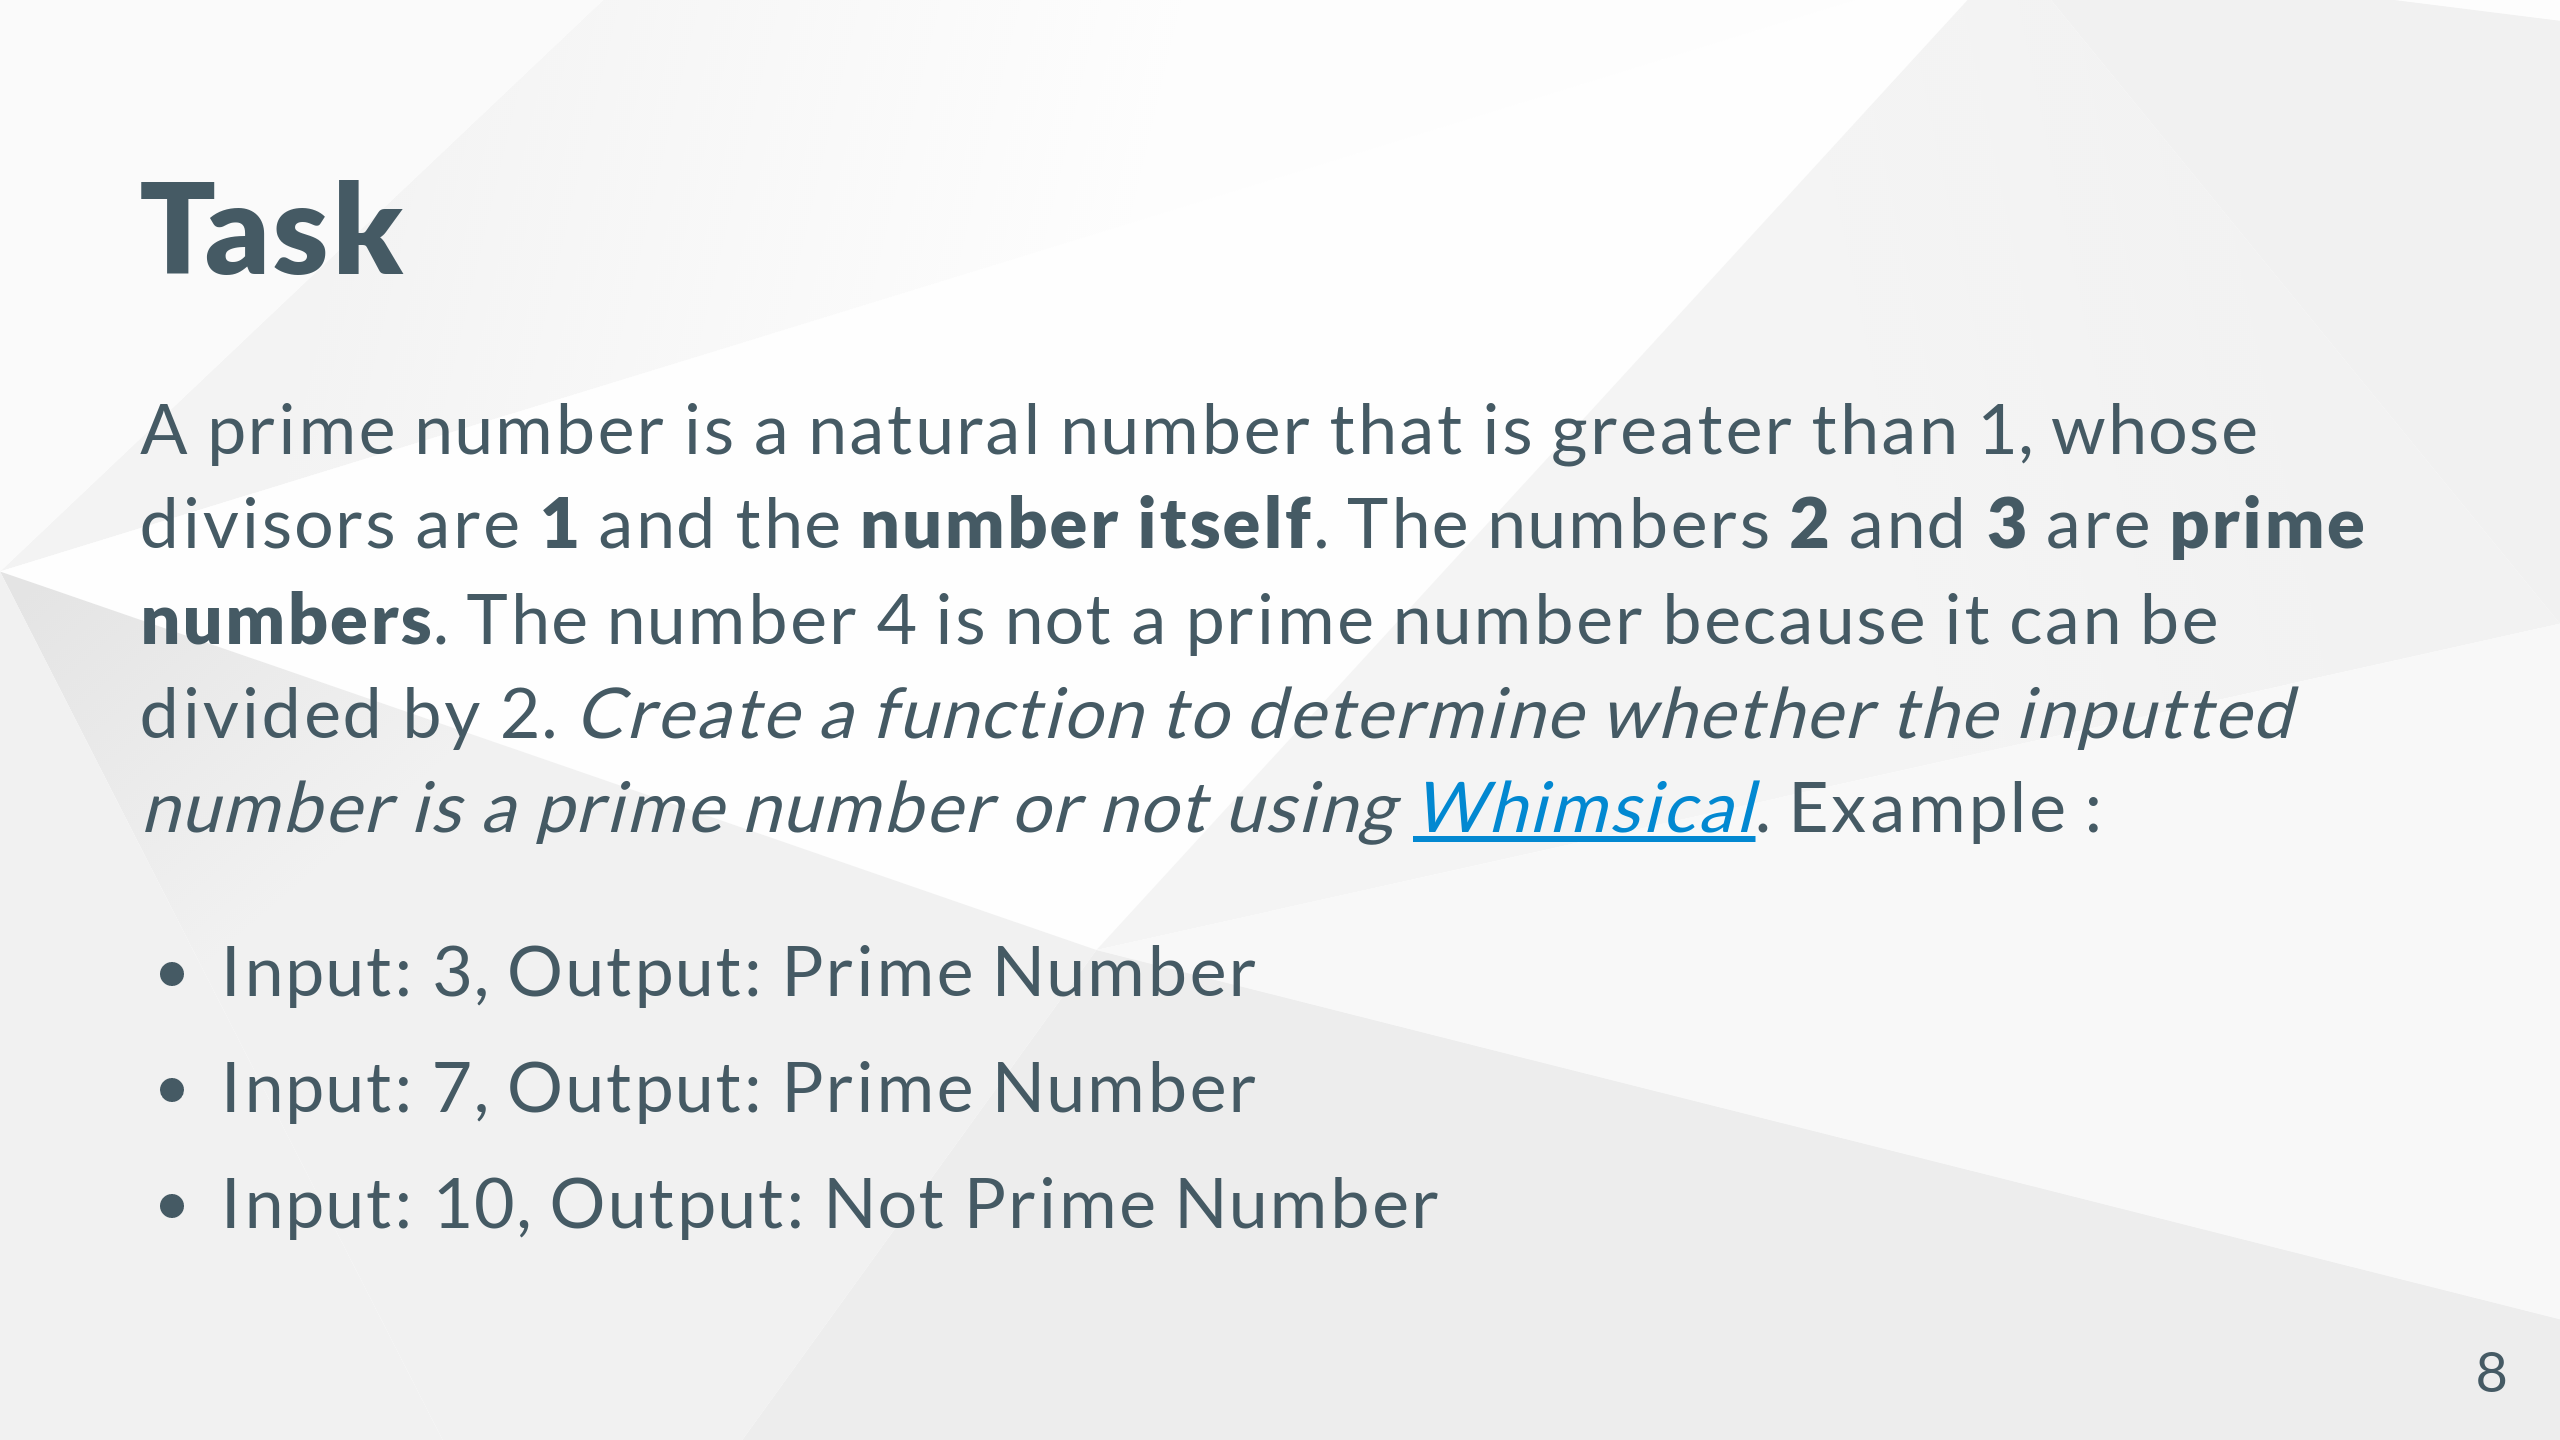 Task
A prime number is a natural number that is greater than 1, whose
divisors are 1 and the number itself. The numbers 2 and 3 are prime
numbers. The number 4 is not a prime number because it can be
divided by 2. Create a function to determine whether the inputted
number is a prime number or not using Whimsical. Example :
• Input: 3, Output: Prime Number
• Input: 7, Output: Prime Number
• Input: 10, Output: Not Prime Number
8